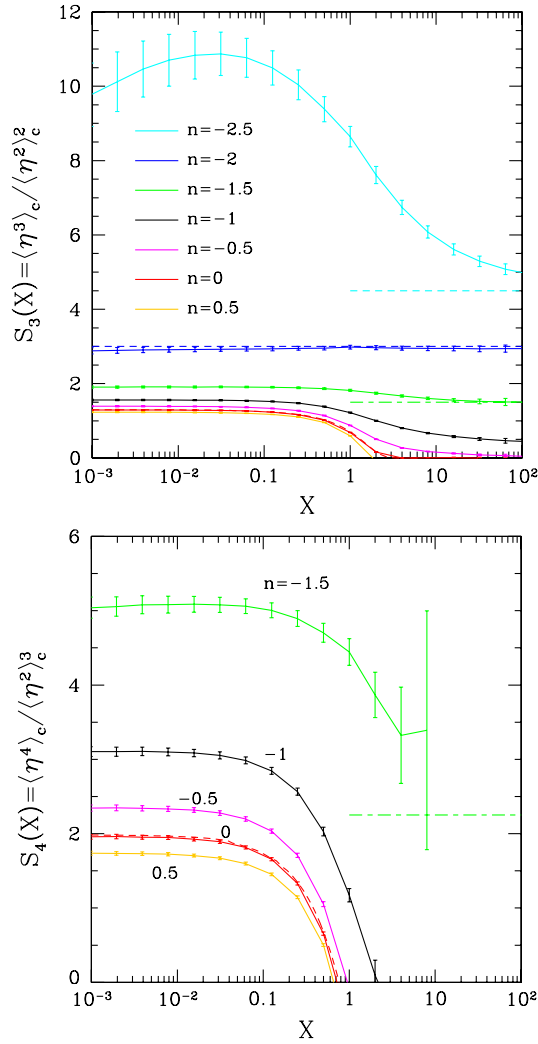 12
10
8
6
4
2
0
S₃(X)=⟨η³⟩c/⟨η²⟩²c
n=−2.5
n=−2
n=−1.5
n=−1
n=−0.5
n=0
n=0.5
10⁻³ 10⁻² 0.1 1 10 10²
X
6
4
2
0
S₄(X)=⟨η⁴⟩c/⟨η²⟩³c
n=−1.5
−1
−0.5
0
0.5
10⁻³ 10⁻² 0.1 1 10 10²
X